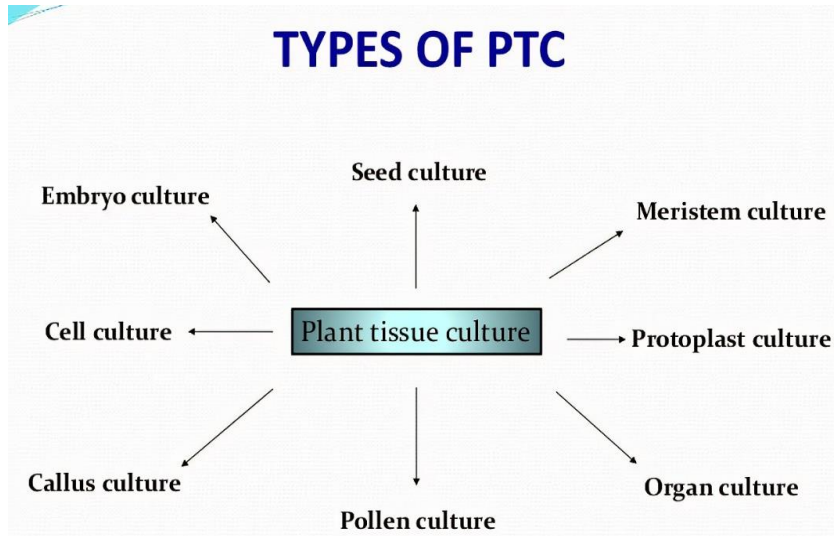 TYPES OF PTC
Seed culture
Embryo culture
Meristem culture
Cell culture
Plant tissue culture
Protoplast culture
Callus culture
Organ culture
Pollen culture